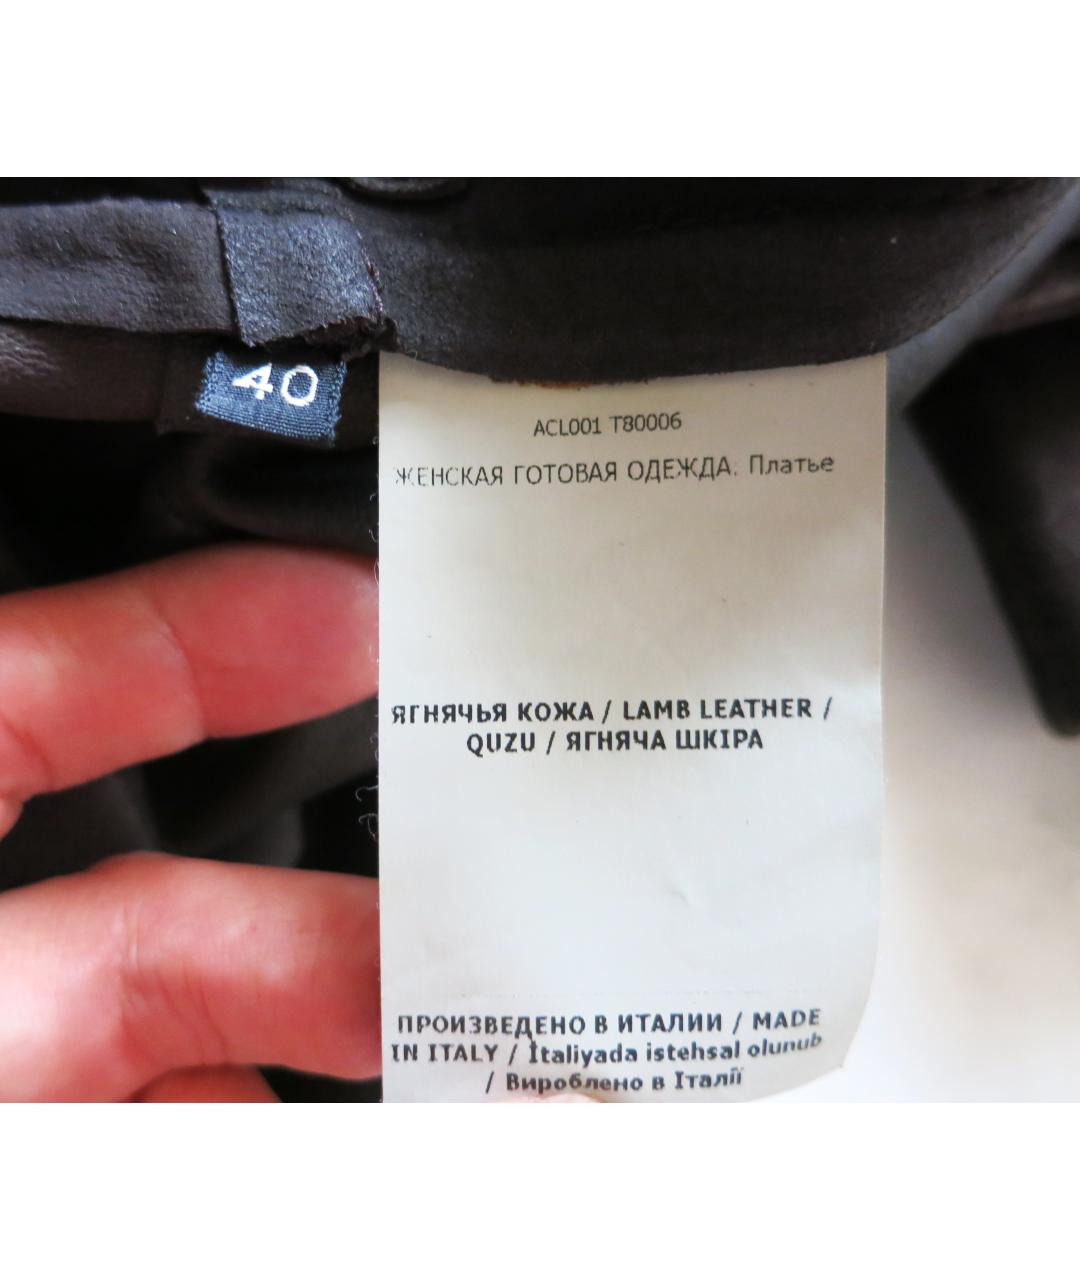 40
ACL001 T80006
ЖЕНСКАЯ ГОТОВАЯ ОДЕЖДА: Платье
ЯГНЯЧЬЯ КОЖА / LAMB LEATHER /
QUZU / ЯГНЯЧА ШКІРА
ПРОИЗВЕДЕНО В ИТАЛИИ / MADE
IN ITALY / İtaliyada istehsal olunub
/ Вироблено в Італії